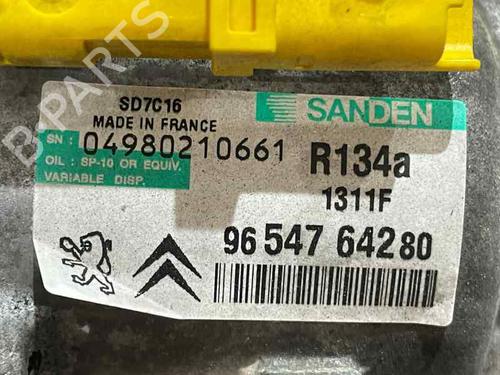 SD7C16
MADE IN FRANCE
SANDEN
SN :
04980210661
OIL : SP-10 OR EQUIV.
VARIABLE DISP.
R134a
1311F
96 547 642 80
B-PARTS